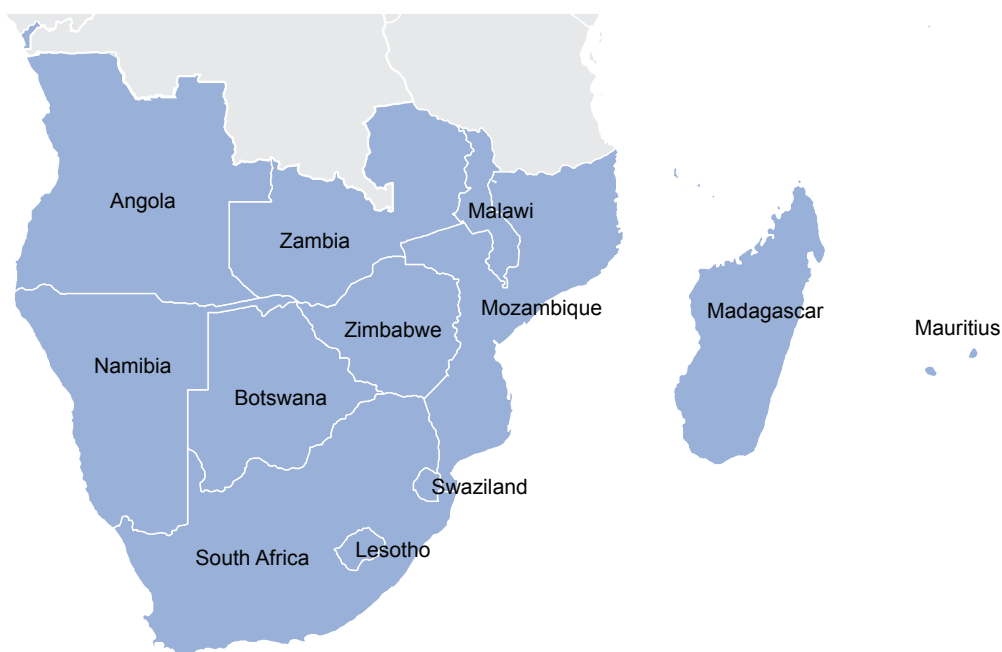 Angola
Malawi
Zambia
Mozambique
Madagascar
Mauritius
Zimbabwe
Namibia
Botswana
Swaziland
Lesotho
South Africa